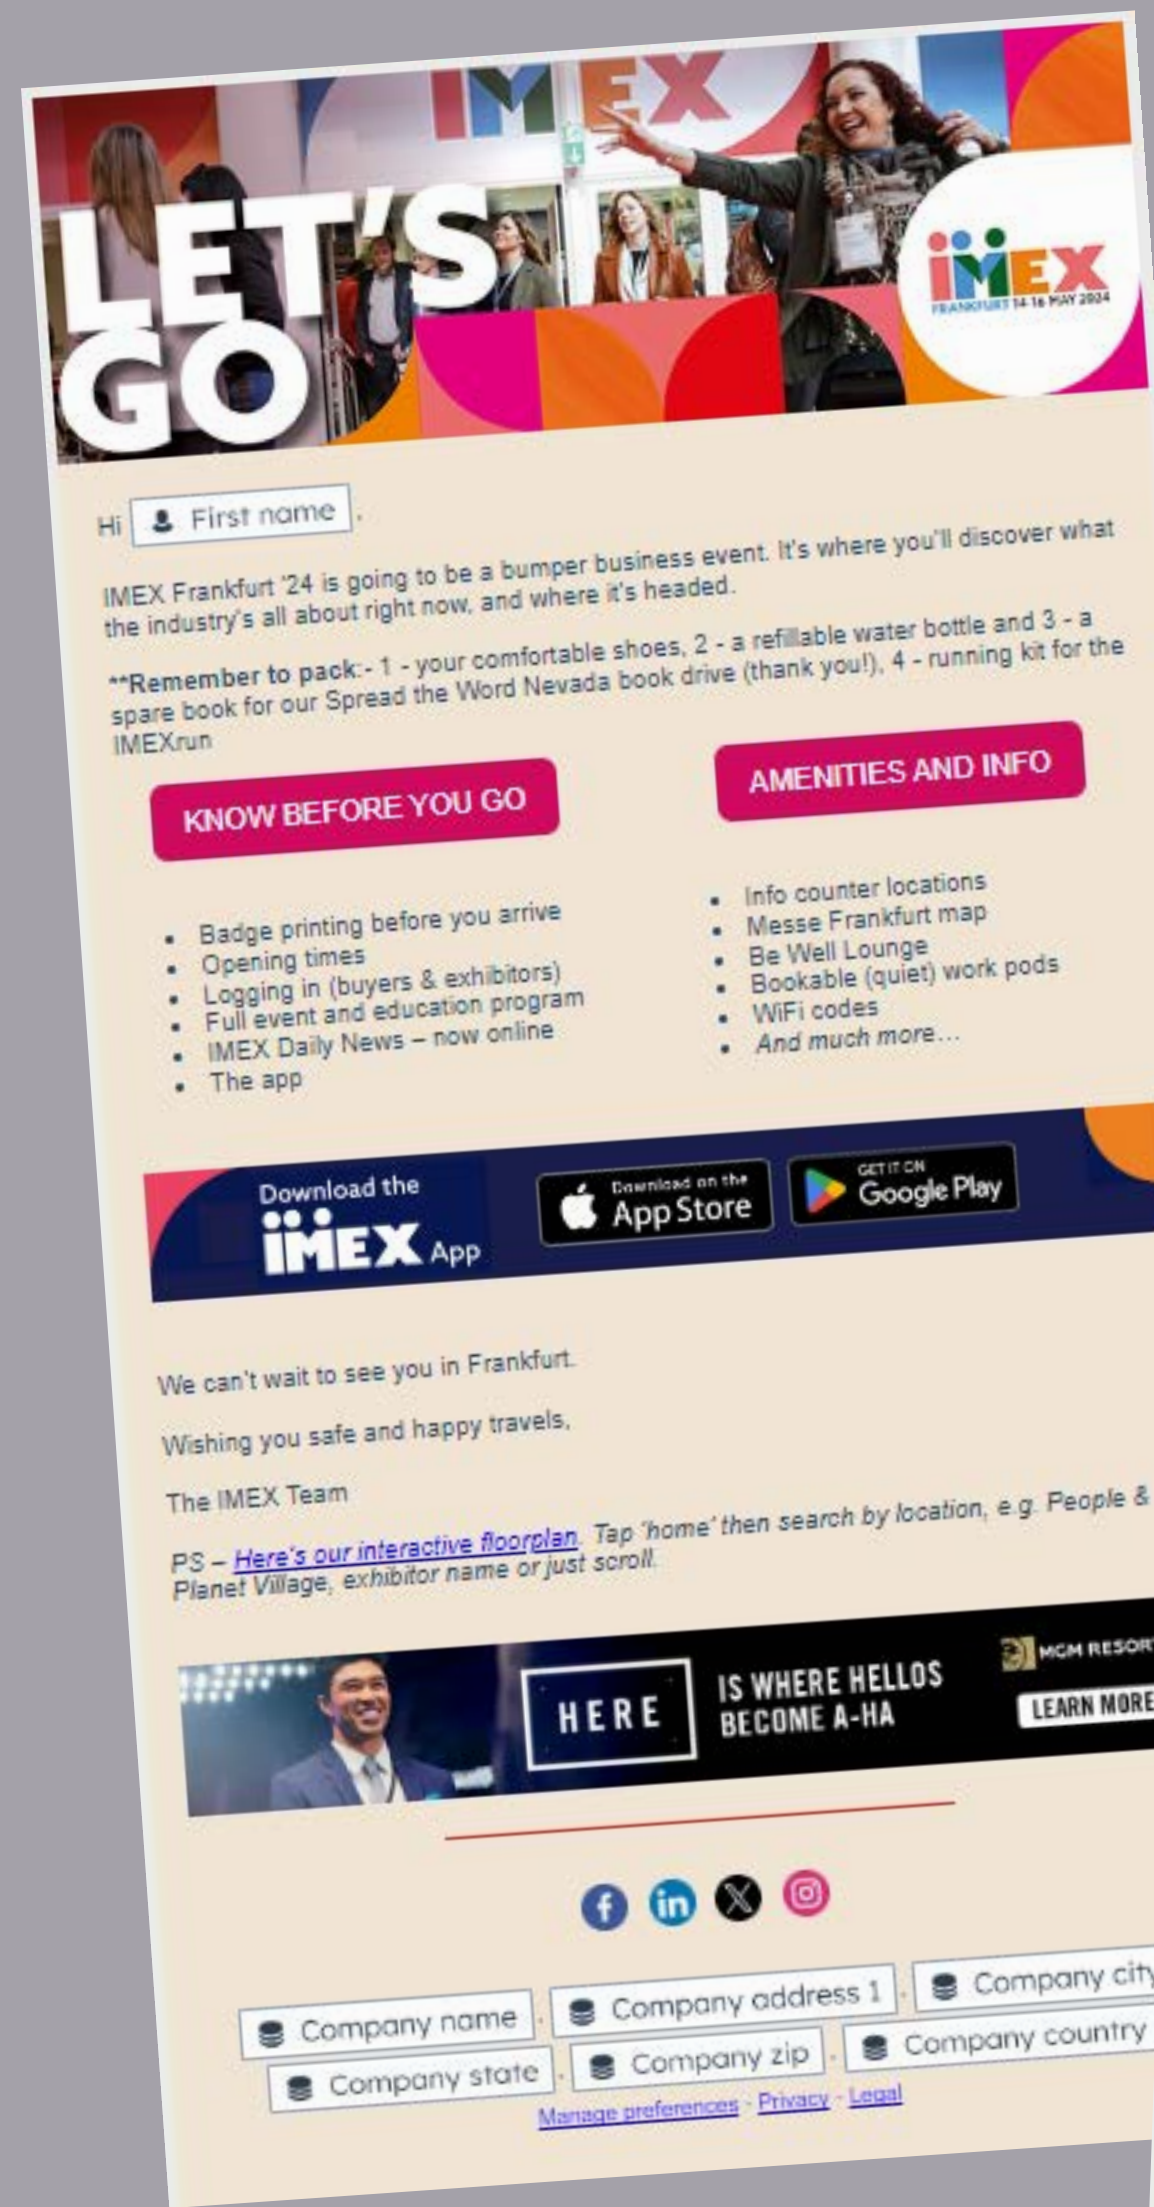 IMEX
LET'S
GO
IMEX
FRANKFURT 14-16 MAY 2024
Hi First name ,
IMEX Frankfurt '24 is going to be a bumper business event. It's where you'll discover what
the industry's all about right now, and where it's headed.
**Remember to pack:- 1 - your comfortable shoes, 2 - a refillable water bottle and 3 - a
spare book for our Spread the Word Nevada book drive (thank you!), 4 - running kit for the
IMEXrun
KNOW BEFORE YOU GO
• Badge printing before you arrive
• Opening times
• Logging in (buyers & exhibitors)
• Full event and education program
• IMEX Daily News – now online
• The app
AMENITIES AND INFO
• Info counter locations
• Messe Frankfurt map
• Be Well Lounge
• Bookable (quiet) work pods
• WiFi codes
• And much more...
Download the
IMEX App
Download on the
App Store
GET IT ON
Google Play
We can't wait to see you in Frankfurt.
Wishing you safe and happy travels,
The IMEX Team
PS – Here's our interactive floorplan. Tap 'home' then search by location, e.g. People &
Planet Village, exhibitor name or just scroll.
HERE
IS WHERE HELLOS
BECOME A-HA
MGM RESOR
LEARN MORE
Company name , Company address 1 , Company city
Company state , Company zip , Company country
Manage preferences - Privacy - Legal